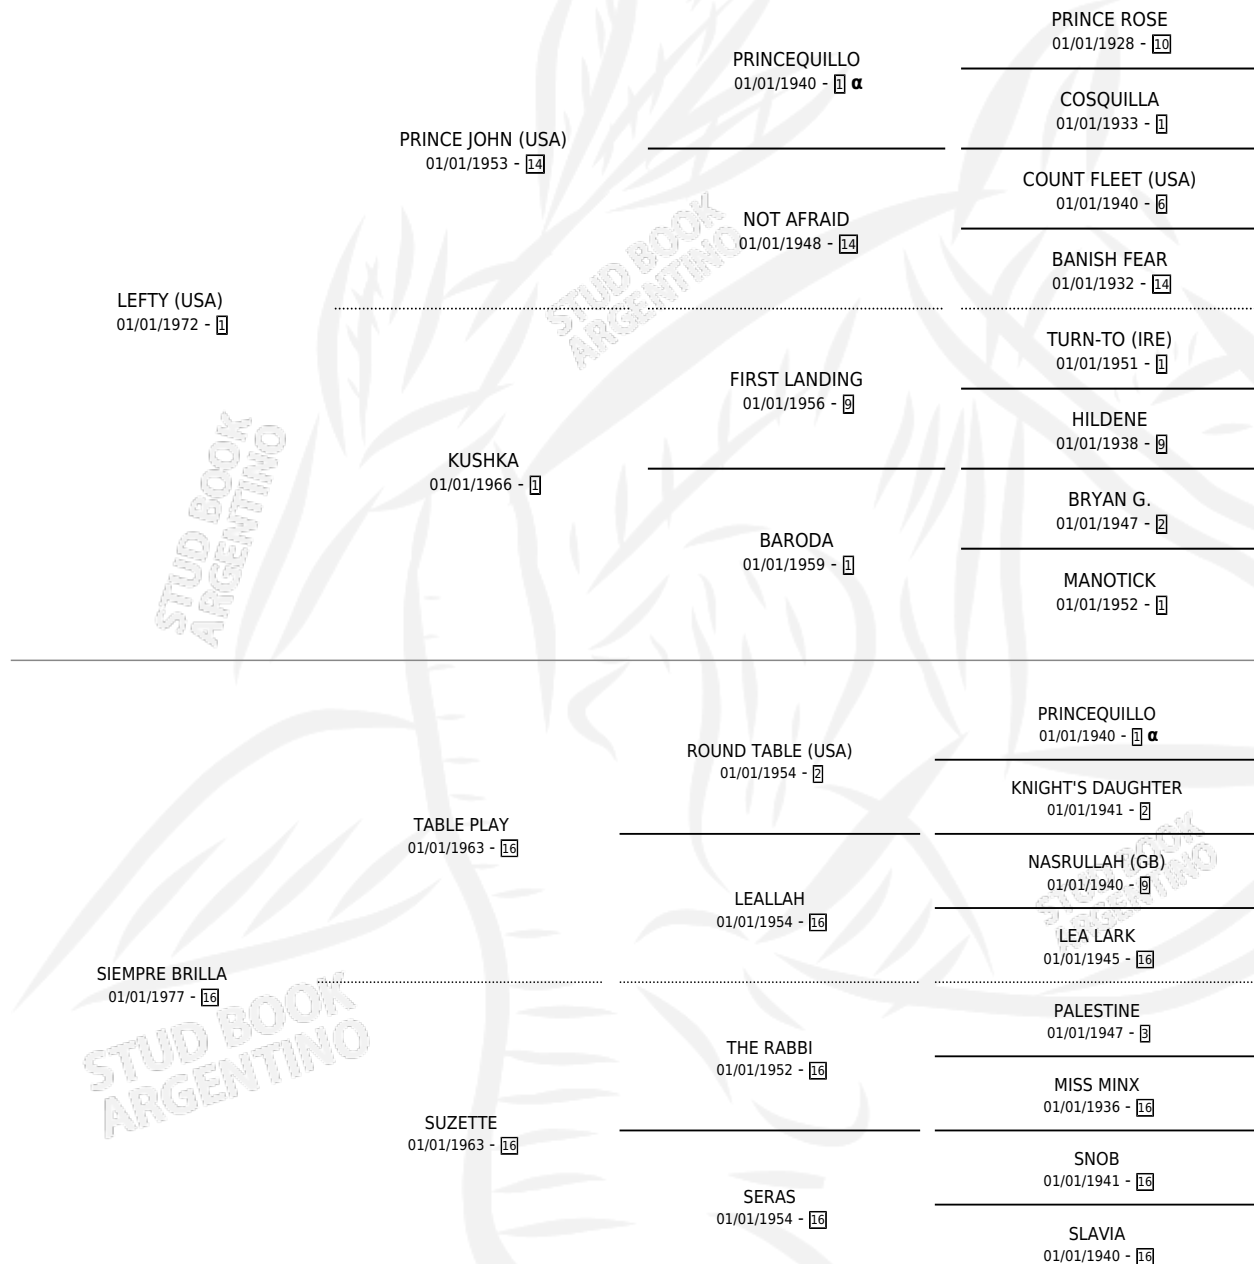 PRINCE ROSE
01/01/1928 - 10
PRINCEQUILLO
01/01/1940 - 1 α
COSQUILLA
01/01/1933 - 1
PRINCE JOHN (USA)
01/01/1953 - 14
COUNT FLEET (USA)
01/01/1940 - 6
NOT AFRAID
01/01/1948 - 14
BANISH FEAR
01/01/1932 - 14
STUD BOOK
ARGENTINO
LEFTY (USA)
01/01/1972 - 1
TURN-TO (IRE)
01/01/1951 - 1
FIRST LANDING
01/01/1956 - 9
HILDENE
01/01/1938 - 9
KUSHKA
01/01/1966 - 1
BRYAN G.
01/01/1947 - 2
BARODA
01/01/1959 - 1
MANOTICK
01/01/1952 - 1
STUD BOOK
ARGENTINO
PRINCEQUILLO
01/01/1940 - 1 α
ROUND TABLE (USA)
01/01/1954 - 2
KNIGHT'S DAUGHTER
01/01/1941 - 2
TABLE PLAY
01/01/1963 - 16
NASRULLAH (GB)
01/01/1940 - 9
LEALLAH
01/01/1954 - 16
LEA LARK
01/01/1945 - 16
STUD BOOK
ARGENTINO
SIEMPRE BRILLA
01/01/1977 - 16
PALESTINE
01/01/1947 - 3
THE RABBI
01/01/1952 - 16
MISS MINX
01/01/1936 - 16
STUD BOOK
ARGENTINO
SUZETTE
01/01/1963 - 16
SNOB
01/01/1941 - 16
SERAS
01/01/1954 - 16
SLAVIA
01/01/1940 - 16